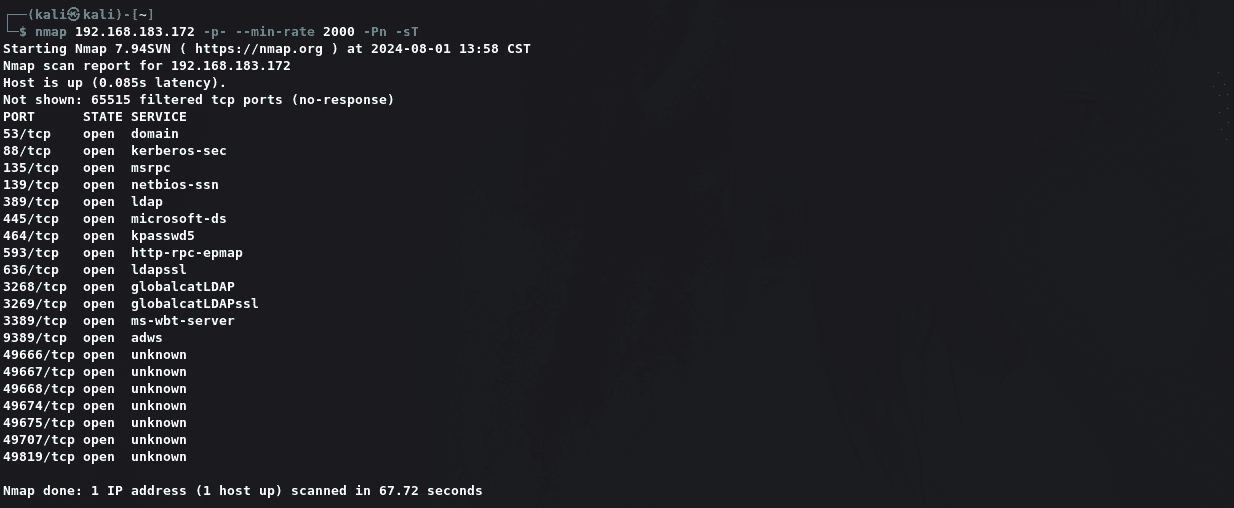 ┌──(kali㉿kali)-[~]
└─$ nmap 192.168.183.172 -p- --min-rate 2000 -Pn -sT
Starting Nmap 7.94SVN ( https://nmap.org ) at 2024-08-01 13:58 CST
Nmap scan report for 192.168.183.172
Host is up (0.085s latency).
Not shown: 65515 filtered tcp ports (no-response)
PORT      STATE SERVICE
53/tcp    open  domain
88/tcp    open  kerberos-sec
135/tcp   open  msrpc
139/tcp   open  netbios-ssn
389/tcp   open  ldap
445/tcp   open  microsoft-ds
464/tcp   open  kpasswd5
593/tcp   open  http-rpc-epmap
636/tcp   open  ldapssl
3268/tcp  open  globalcatLDAP
3269/tcp  open  globalcatLDAPssl
3389/tcp  open  ms-wbt-server
9389/tcp  open  adws
49666/tcp open  unknown
49667/tcp open  unknown
49668/tcp open  unknown
49674/tcp open  unknown
49675/tcp open  unknown
49707/tcp open  unknown
49819/tcp open  unknown
Nmap done: 1 IP address (1 host up) scanned in 67.72 seconds